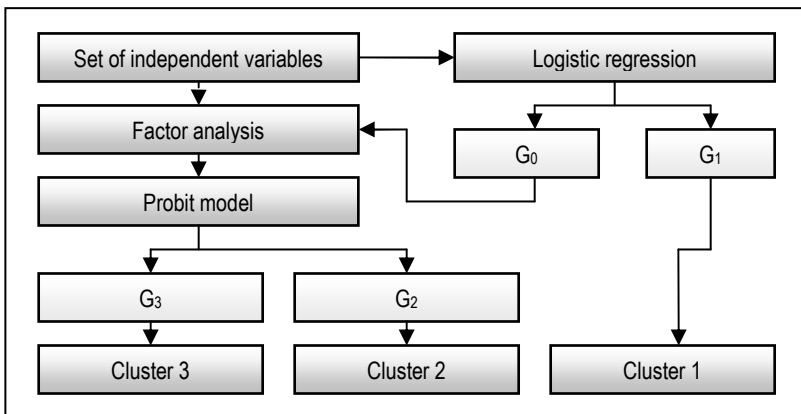 Set of independent variables
Logistic regression
Factor analysis
G0
G1
Probit model
G3
G2
Cluster 3
Cluster 2
Cluster 1